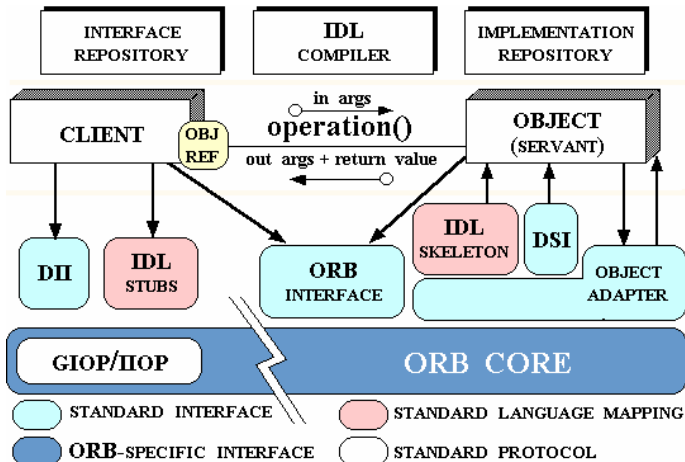 INTERFACE
REPOSITORY
IDL
COMPILER
IMPLEMENTATION
REPOSITORY
in args
operation()
out args + return value
CLIENT
OBJ
REF
OBJECT
(SERVANT)
DII
IDL
STUBS
ORB
INTERFACE
IDL
SKELETON
DSI
OBJECT
ADAPTER
GIOP/IIOP
ORB CORE
STANDARD INTERFACE
STANDARD LANGUAGE MAPPING
ORB-SPECIFIC INTERFACE
STANDARD PROTOCOL